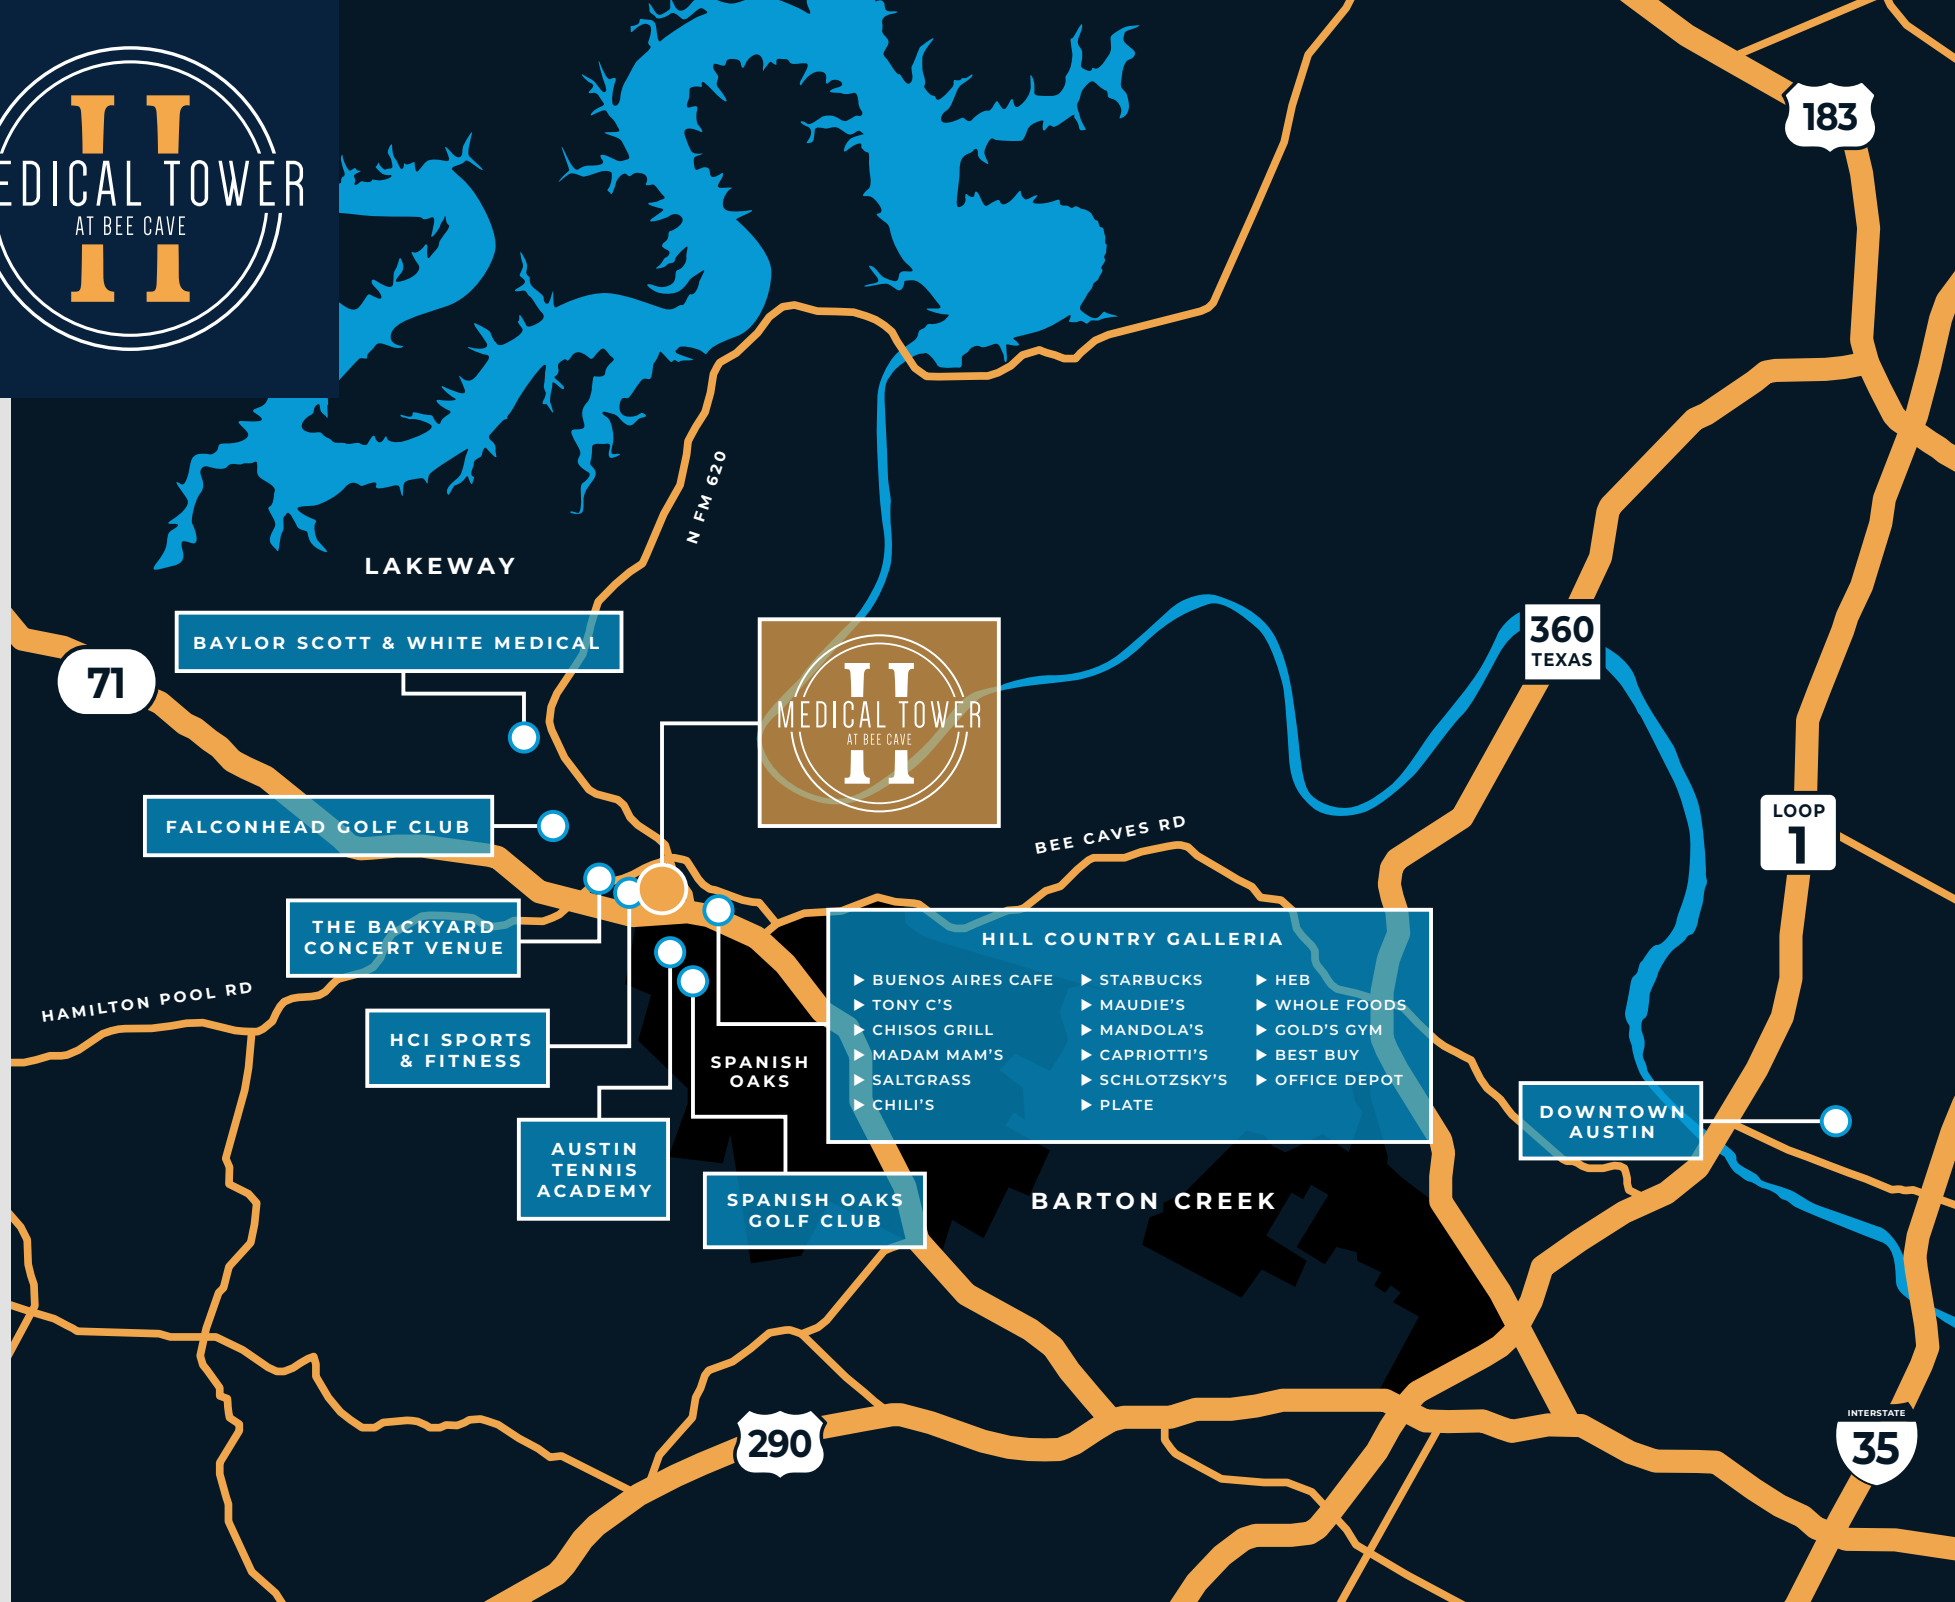 EDICAL TOWER
AT BEE CAVE
183
N FM 620
LAKEWAY
BAYLOR SCOTT & WHITE MEDICAL
71
360
TEXAS
MEDICAL TOWER
AT BEE CAVE
FALCONHEAD GOLF CLUB
BEE CAVES RD
LOOP
1
THE BACKYARD
CONCERT VENUE
HAMILTON POOL RD
HCI SPORTS
& FITNESS
SPANISH
OAKS
HILL COUNTRY GALLERIA
BUENOS AIRES CAFE
TONY C'S
CHISOS GRILL
MADAM MAM'S
SALTGRASS
CHILI'S
STARBUCKS
MAUDIE'S
MANDOLA'S
CAPRIOTTI'S
SCHLOTZSKY'S
PLATE
HEB
WHOLE FOODS
GOLD'S GYM
BEST BUY
OFFICE DEPOT
DOWNTOWN
AUSTIN
AUSTIN
TENNIS
ACADEMY
SPANISH OAKS
GOLF CLUB
BARTON CREEK
290
INTERSTATE
35